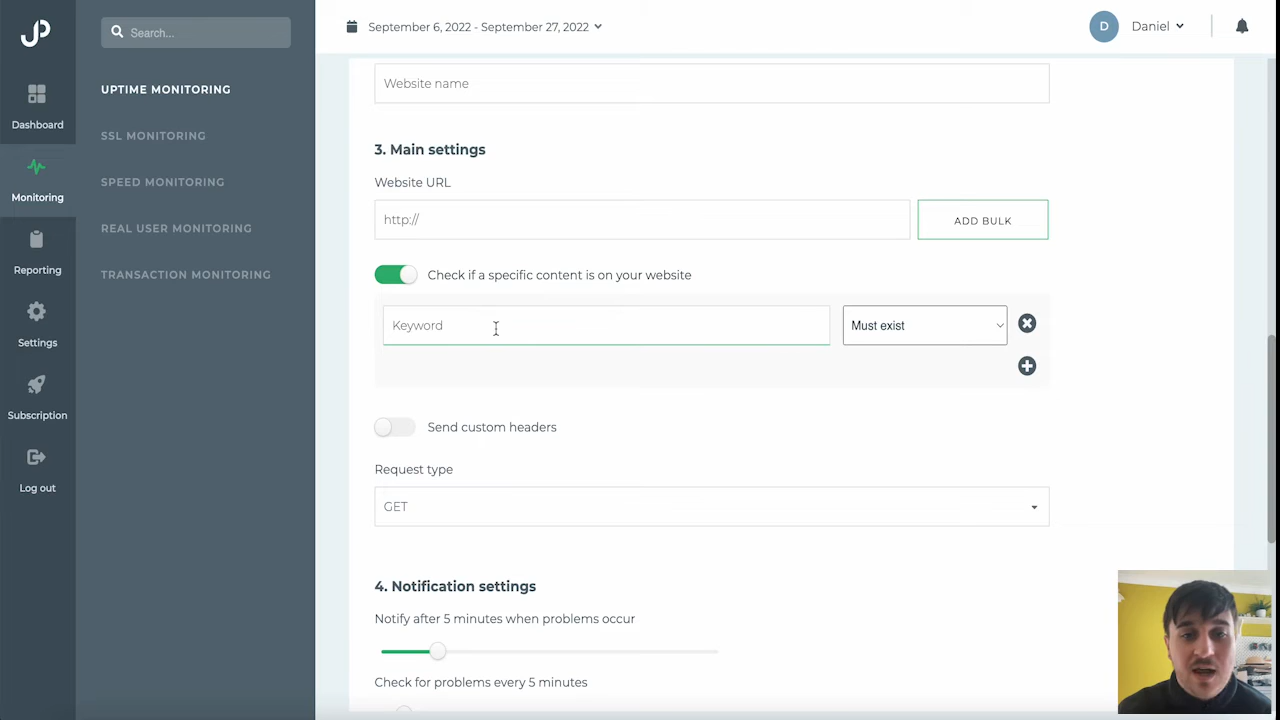 Search...
September 6, 2022 - September 27, 2022
D
Daniel
Dashboard
Monitoring
Reporting
Settings
Subscription
Log out
UPTIME MONITORING
SSL MONITORING
SPEED MONITORING
REAL USER MONITORING
TRANSACTION MONITORING
Website name
3. Main settings
Website URL
http://
ADD BULK
Check if a specific content is on your website
Keyword
Must exist
Send custom headers
Request type
GET
4. Notification settings
Notify after 5 minutes when problems occur
Check for problems every 5 minutes